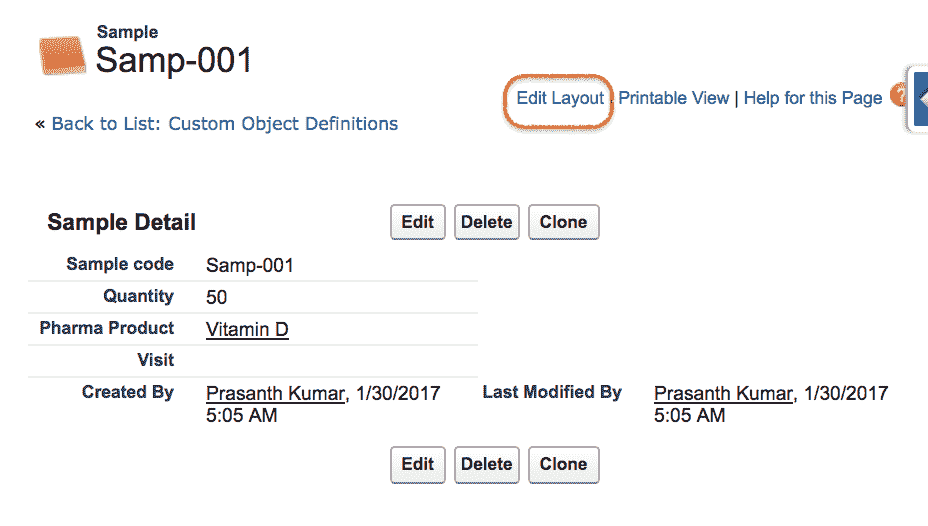 Sample
Samp-001
Edit Layout Printable View | Help for this Page ?
« Back to List: Custom Object Definitions
Sample Detail Edit Delete Clone
Sample code Samp-001
Quantity 50
Pharma Product Vitamin D
Visit
Created By Prasanth Kumar, 1/30/2017 Last Modified By Prasanth Kumar, 1/30/2017
5:05 AM 5:05 AM
Edit Delete Clone